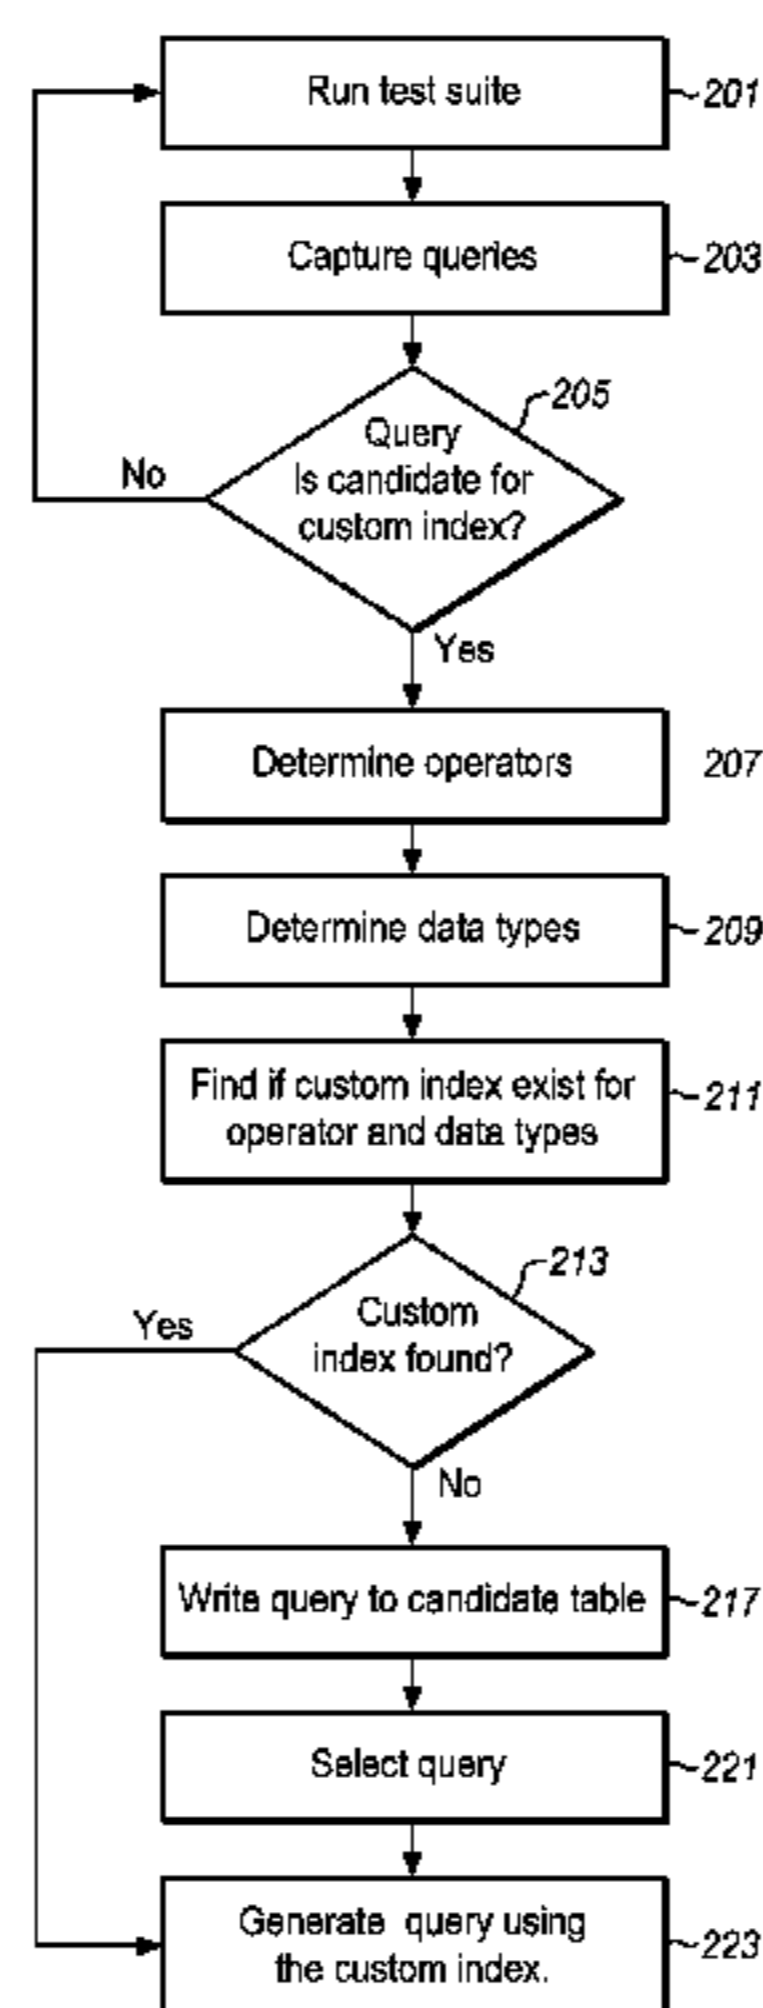 Run test suite
201
Capture queries
203
205
Query
Is candidate for
custom index?
No
Yes
Determine operators
207
Determine data types
209
Find if custom index exist for
operator and data types
211
213
Custom
index found?
Yes
No
Write query to candidate table
217
Select query
221
Generate query using
the custom index.
223